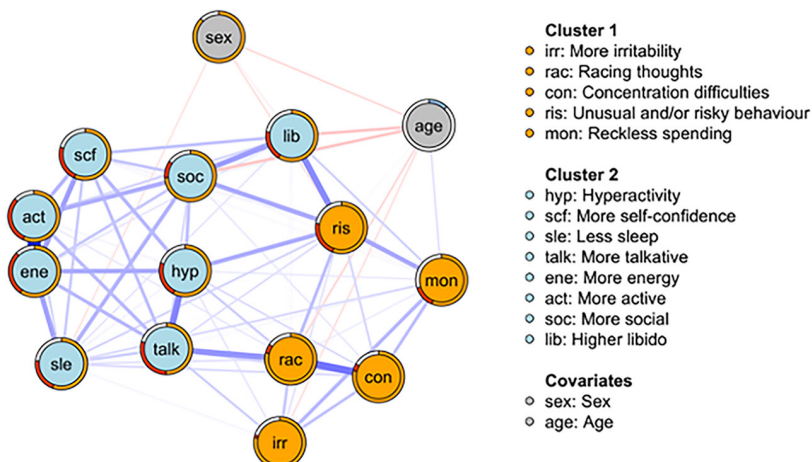 sex
age
lib
scf
soc
act
ris
ene
hyp
mon
talk
sle
rac
con
irr
Cluster 1
irr: More irritability
rac: Racing thoughts
con: Concentration difficulties
ris: Unusual and/or risky behaviour
mon: Reckless spending
Cluster 2
hyp: Hyperactivity
scf: More self-confidence
sle: Less sleep
talk: More talkative
ene: More energy
act: More active
soc: More social
lib: Higher libido
Covariates
sex: Sex
age: Age